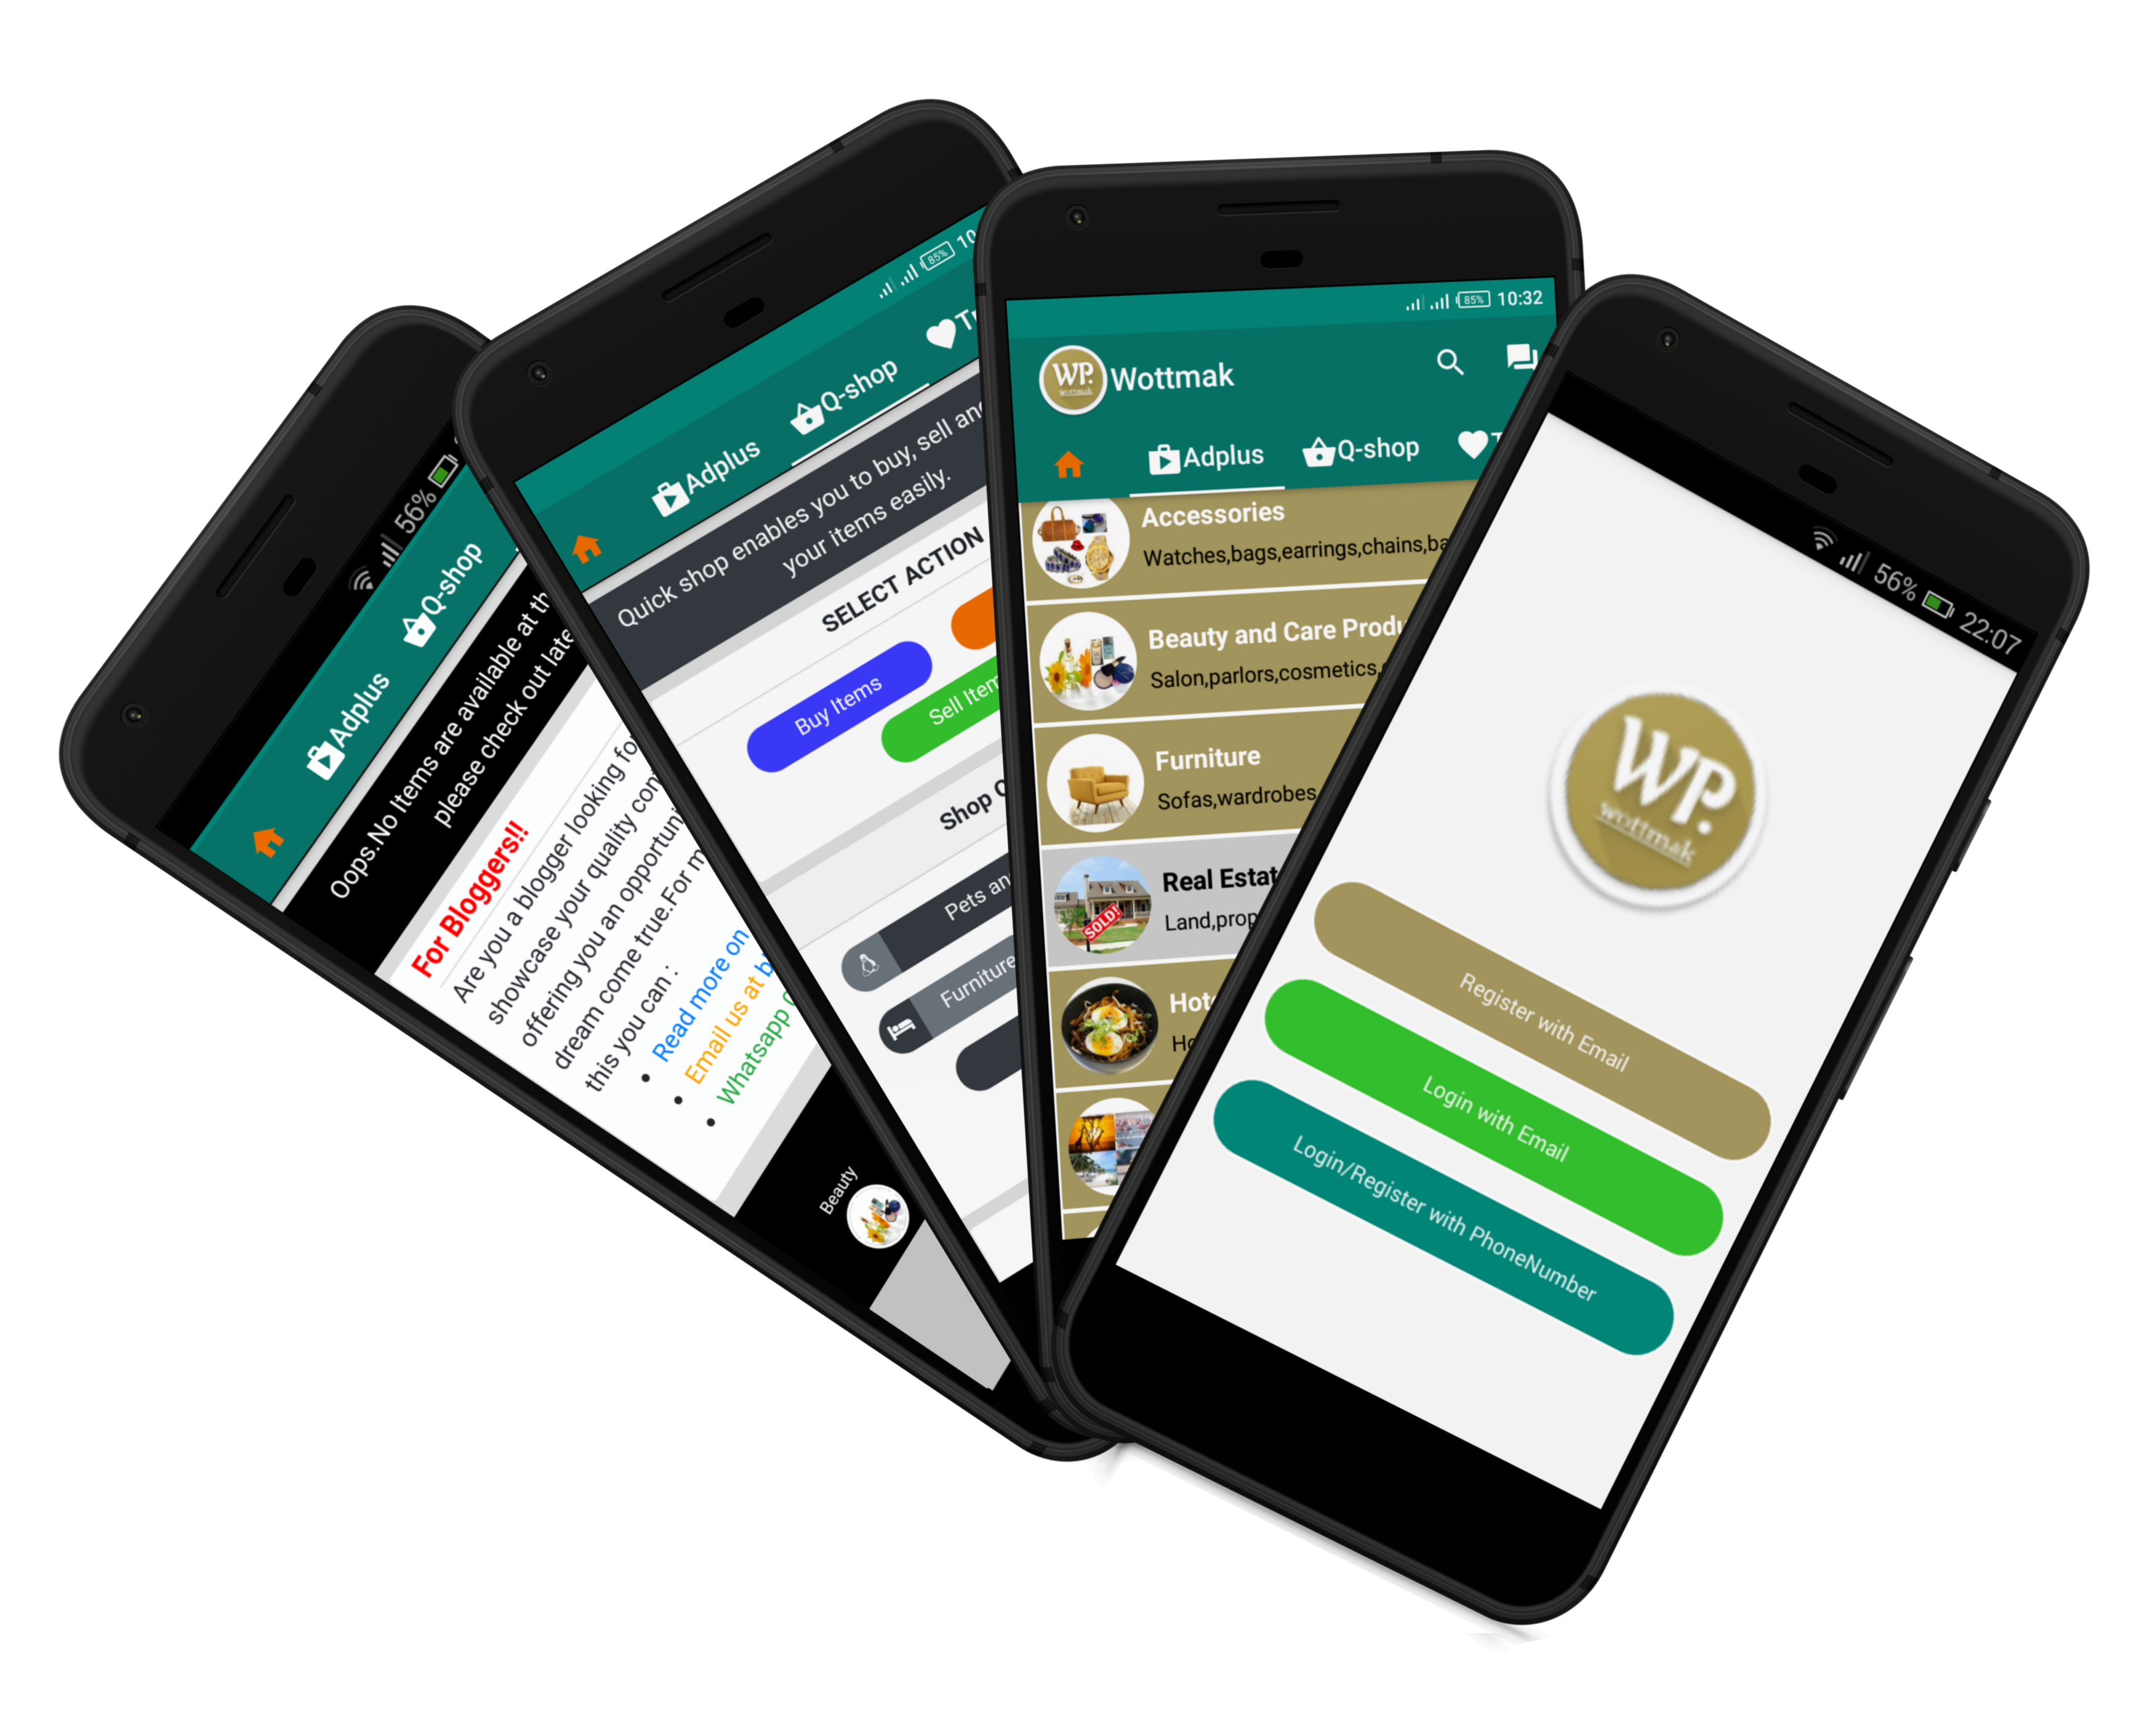 56%
Adplus
Q-shop
Oops.No Items are available at th
please check out late
For Bloggers!!
Are you a blogger looking fo
showcase your quality con
offering you an opportuni
dream come true.For m
this you can :
Read more on
Email us at b
Whatsapp
Beauty
85% 10
Adplus
Q-shop
Quick shop enables you to buy, sell and
your items easily.
SELECT ACTION
Buy Items
Sell Item
Shop
Pets an
Furniture
85% 10:32
WP.
wottmak
Wottmak
Adplus
Q-shop
Accessories
Watches,bags,earrings,chains,ba
Beauty and Care Produ
Salon,parlors,cosmetics,
Furniture
Sofas,wardrobes
Real Estat
SOLD!
Land,prop
Hote
Ho
56% 22:07
WP.
wottmak
Register with Email
Login with Email
Login/Register with PhoneNumber